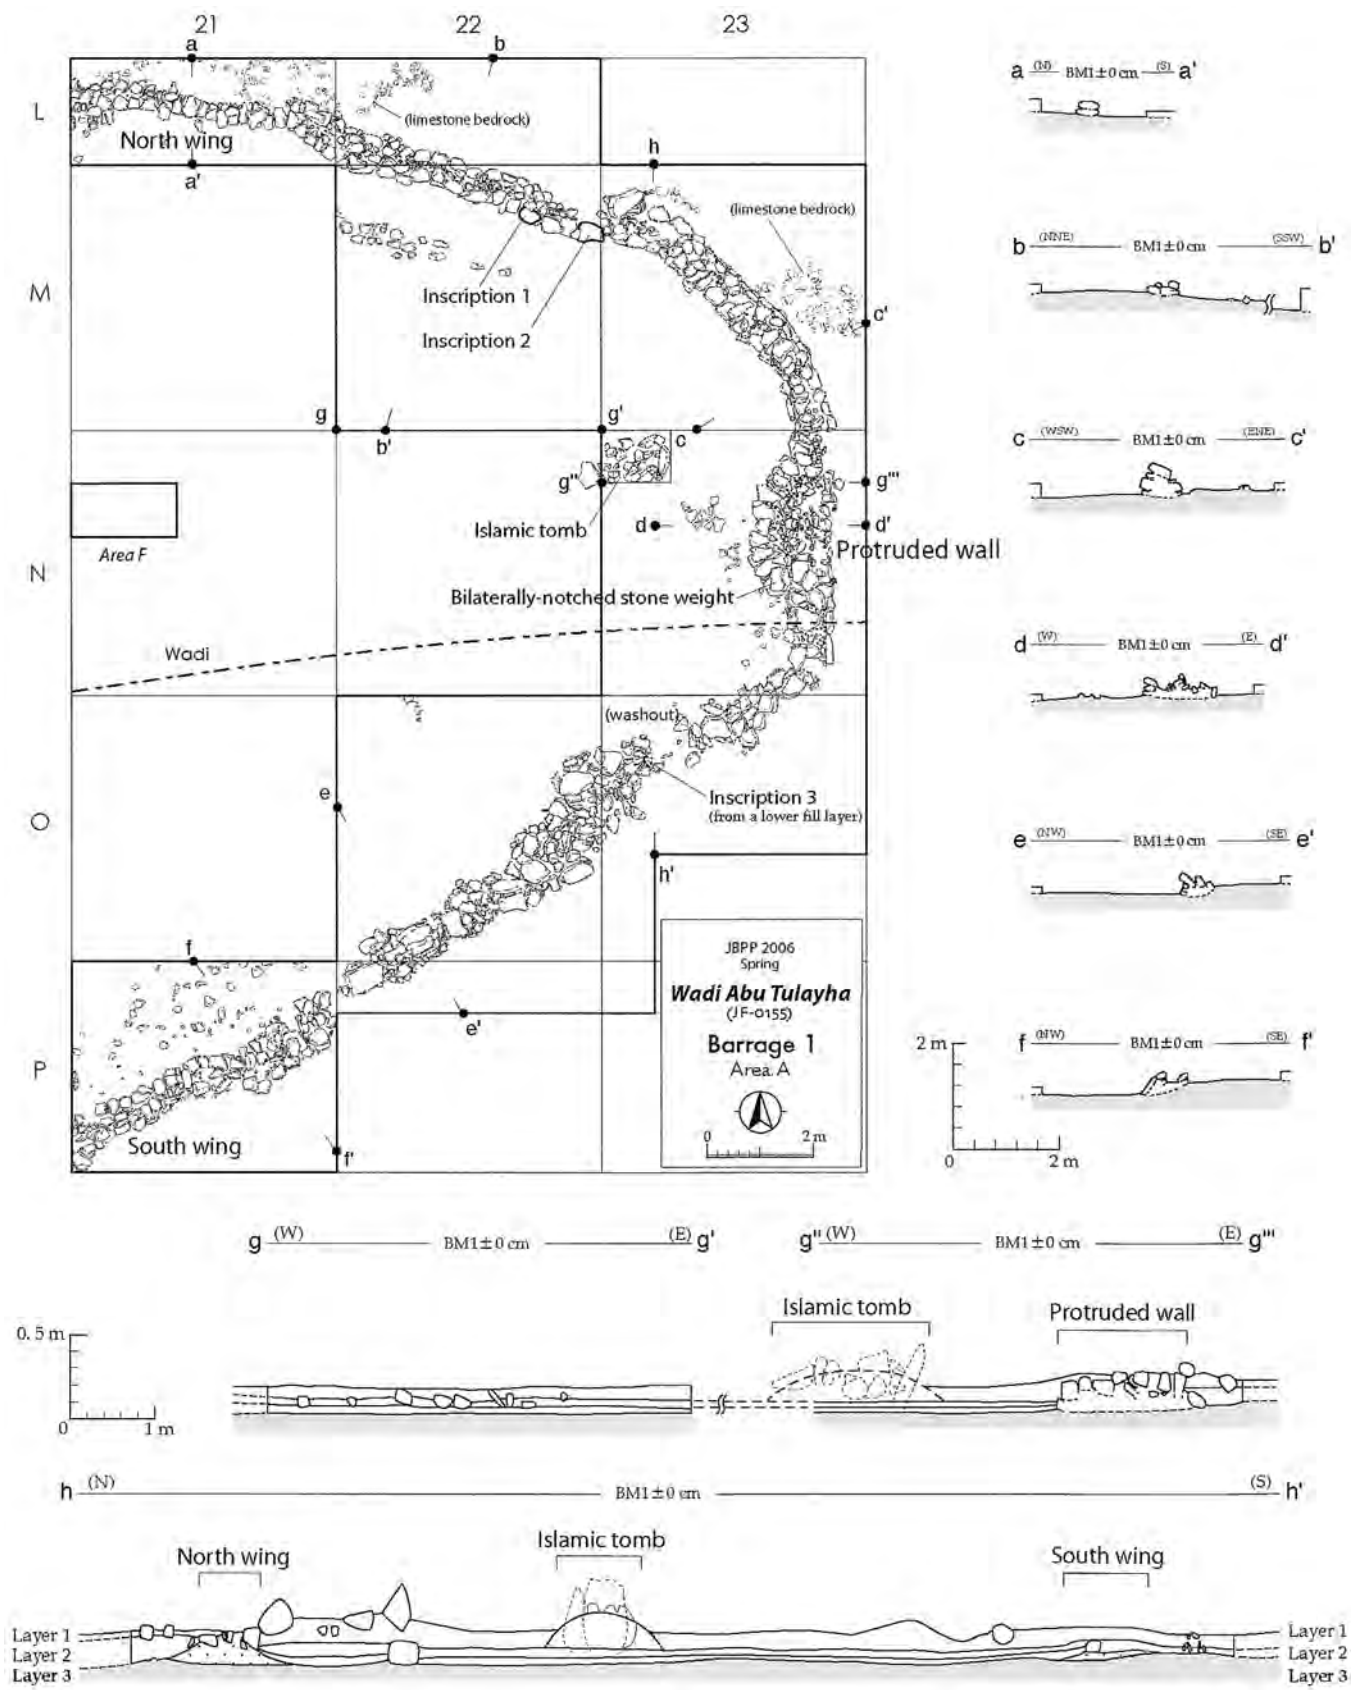 21 22 23
a b
L
(limestone bedrock)
North wing
a'
h
(limestone bedrock)
M
Inscription 1
Inscription 2
c'
g b' g' c
g'' g'''
Islamic tomb
d d'
Area F
Protruded wall
N
Bilaterally-notched stone weight
Wadi
(washout)
e
O
Inscription 3
(from a lower fill layer)
h'
f
e'
P
South wing
f'
JBPP 2006
Spring
Wadi Abu Tulayha
(JF-0155)
Barrage 1
Area A
0 2 m
a (N) BM1±0 cm (S) a'
b (NNE) BM1±0 cm (SSW) b'
c (WSW) BM1±0 cm (ENE) c'
d (W) BM1±0 cm (E) d'
e (NW) BM1±0 cm (SE) e'
2 m
f (NW) BM1±0 cm (SE) f'
0 2 m
g (W) BM1±0 cm (E) g'
g'' (W) BM1±0 cm (E) g'''
Islamic tomb
Protruded wall
0.5 m
0 1 m
h (N) BM1±0 cm (S) h'
North wing
Islamic tomb
South wing
Layer 1
Layer 2
Layer 3
Layer 1
Layer 2
Layer 3